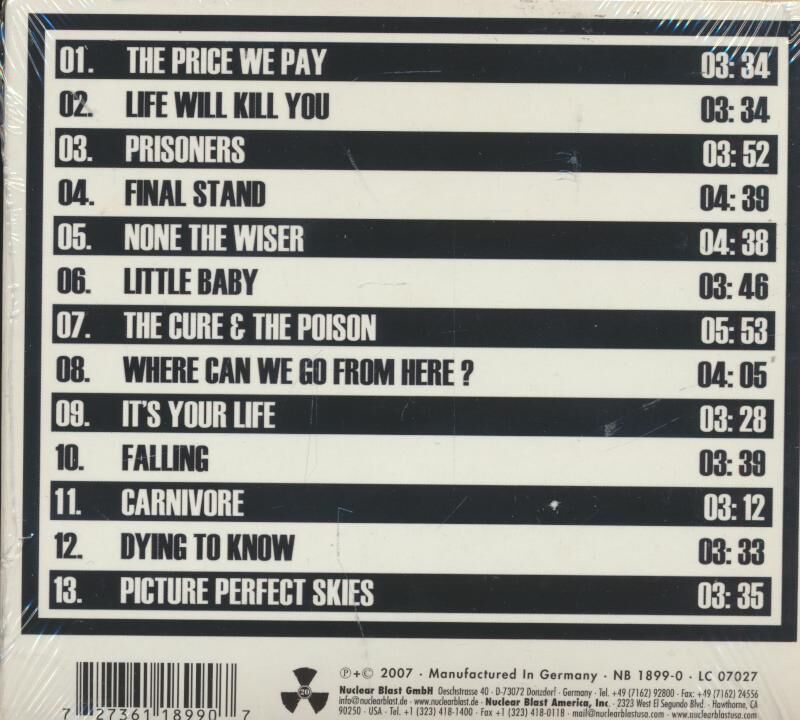 01. THE PRICE WE PAY 03: 34
02. LIFE WILL KILL YOU 03: 34
03. PRISONERS 03: 52
04. FINAL STAND 04: 39
05. NONE THE WISER 04: 38
06. LITTLE BABY 03: 46
07. THE CURE & THE POISON 05: 53
08. WHERE CAN WE GO FROM HERE ? 04: 05
09. IT'S YOUR LIFE 03: 28
10. FALLING 03: 39
11. CARNIVORE 03: 12
12. DYING TO KNOW 03: 33
13. PICTURE PERFECT SKIES 03: 35
℗+© 2007 · Manufactured In Germany · NB 1899-0 · LC 07027
Nuclear Blast GmbH Oeschstrasse 40 · D-73072 Donzdorf · Germany · Tel. +49 (7162) 92800 · Fax: +49 (7162) 24556
info@nuclearblast.de · www.nuclearblast.de · Nuclear Blast America, Inc. · 2323 West El Segundo Blvd. · Hawthorne, CA
90250 · USA · Tel. +1 (323) 418-1400 · Fax +1 (323) 418-0118 · mail@nuclearblastusa.com · www.nuclearblastusa.com
20
7 27361 18990 7